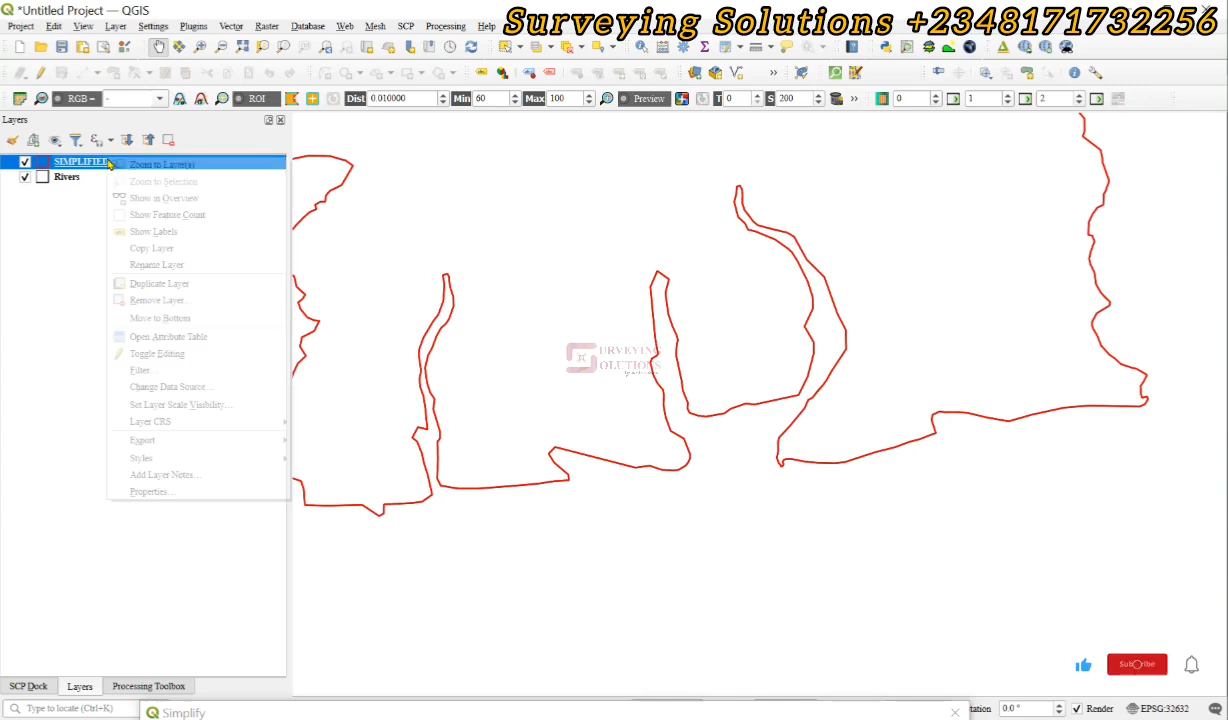 *Untitled Project — QGIS
Surveying Solutions +2348171732256
Project Edit View Layer Settings Plugins Vector Raster Database Web Mesh SCP Processing Help
RGB = - ROI Dist 0.010000 Min 60 Max 100 Preview T 0 S 200 0 1 2
Layers
SIMPLIFIED
Rivers
Zoom to Layer(s)
Zoom to Selection
Show in Overview
Show Feature Count
Show Labels
Copy Layer
Rename Layer
Duplicate Layer
Remove Layer…
Move to Bottom
Open Attribute Table
Toggle Editing
Filter…
Change Data Source…
Set Layer Scale Visibility…
Layer CRS
Export
Styles
Add Layer Notes…
Properties…
URVEYING
OLUTIONS
Subscribe
SCP Dock Layers Processing Toolbox
Type to locate (Ctrl+K)
Simplify
tation 0.0 ° Render EPSG:32632